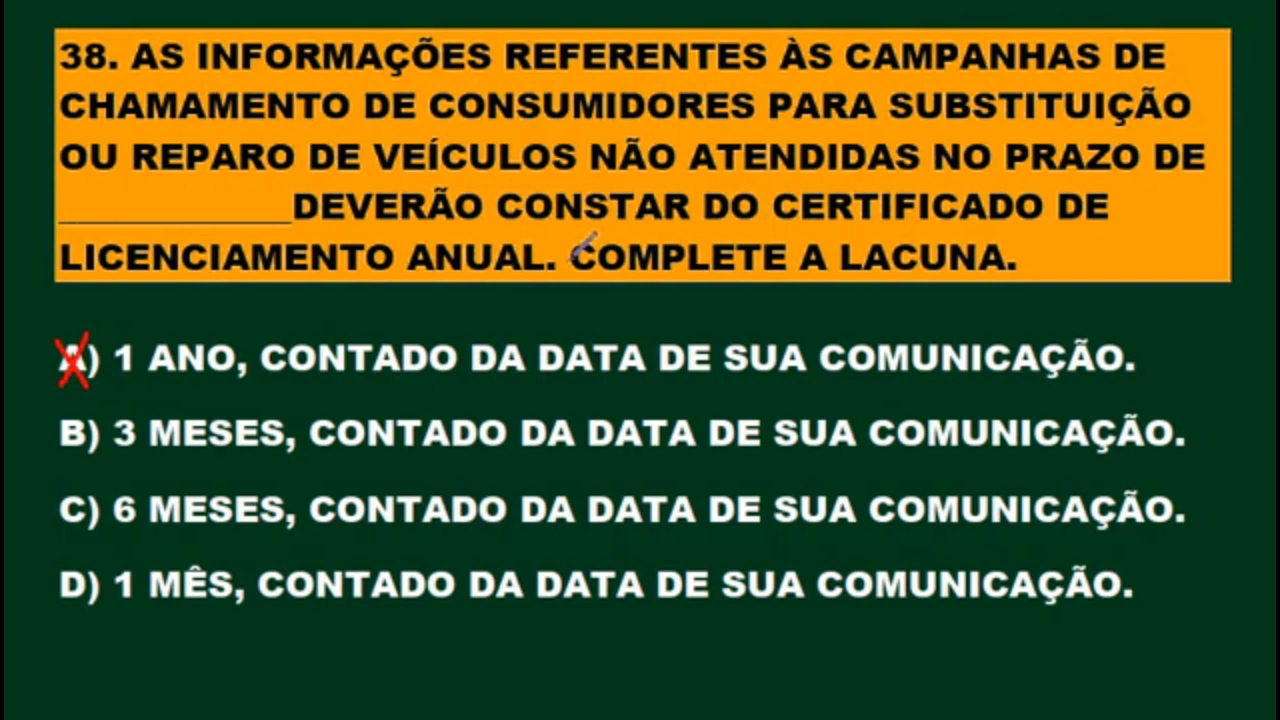 38. AS INFORMAÇÕES REFERENTES ÀS CAMPANHAS DE
CHAMAMENTO DE CONSUMIDORES PARA SUBSTITUIÇÃO
OU REPARO DE VEÍCULOS NÃO ATENDIDAS NO PRAZO DE
____________DEVERÃO CONSTAR DO CERTIFICADO DE
LICENCIAMENTO ANUAL. COMPLETE A LACUNA.
A) 1 ANO, CONTADO DA DATA DE SUA COMUNICAÇÃO.
B) 3 MESES, CONTADO DA DATA DE SUA COMUNICAÇÃO.
C) 6 MESES, CONTADO DA DATA DE SUA COMUNICAÇÃO.
D) 1 MÊS, CONTADO DA DATA DE SUA COMUNICAÇÃO.